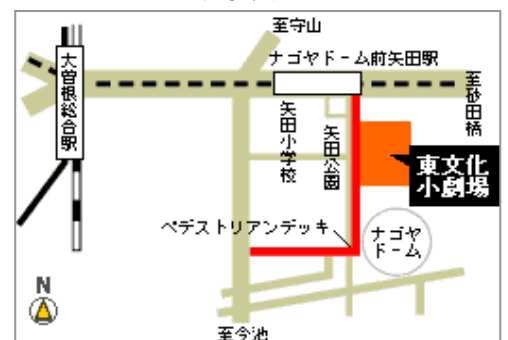 至守山
ナゴヤドーム前矢田駅
大曽根総合駅
至砂田橋
矢田小学校
矢田公園
東文化
小劇場
ペデストリアンデッキ
ナゴヤ
ドーム
N
至今池